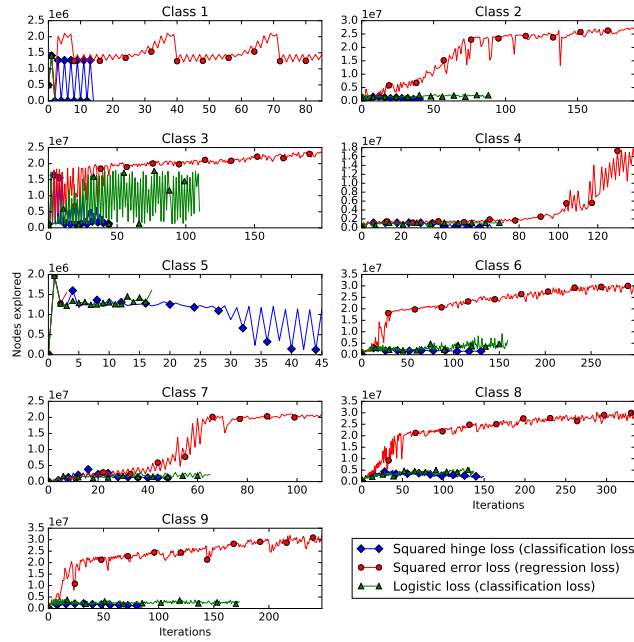 Class 1
1e6
2.5
2.0
1.5
1.0
0.5
0.0
0 20 40 60 80
Class 2
1e7
3.0
2.5
2.0
1.5
1.0
0.5
0.0
0 50 100 150
Class 3
1e7
2.5
2.0
1.5
1.0
0.5
0.0
0 50 100 150
Class 4
1e7
1.8
1.6
1.4
1.2
1.0
0.8
0.6
0.4
0.2
0.0
0 20 40 60 80 100 120
Class 5
1e6
2.0
1.5
1.0
0.5
0.0
0 5 10 15 20 25 30 35 40 45
Nodes explored
Class 6
1e7
3.5
3.0
2.5
2.0
1.5
1.0
0.5
0.0
0 50 100 150 200 250
Class 7
1e7
2.5
2.0
1.5
1.0
0.5
0.0
0 20 40 60 80 100
Class 8
1e7
3.5
3.0
2.5
2.0
1.5
1.0
0.5
0.0
0 50 100 150 200 250 300
Iterations
Class 9
1e7
3.5
3.0
2.5
2.0
1.5
1.0
0.5
0.0
0 50 100 150 200
Iterations
Squared hinge loss (classification loss
Squared error loss (regression loss)
Logistic loss (classification loss)